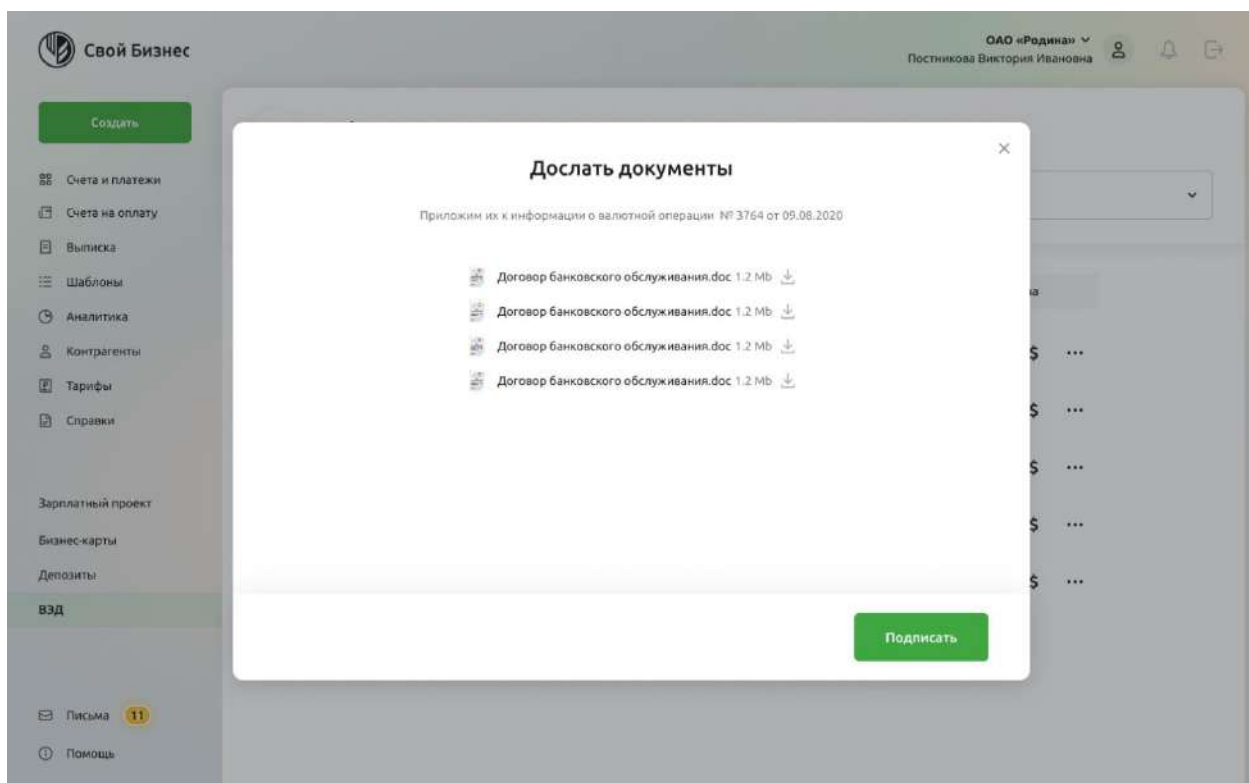 Свой Бизнес
ОАО «Родина»
Постникова Виктория Ивановна
Создать
Счета и платежи
Счета на оплату
Выписка
Шаблоны
Аналитика
Контрагенты
Тарифы
Справки
Зарплатный проект
Бизнес-карты
Депозиты
ВЭД
Письма 11
Помощь
Дослать документы
Приложим их к информации о валютной операции № 3764 от 09.08.2020
Договор банковского обслуживания.doc 1.2 Mb
Договор банковского обслуживания.doc 1.2 Mb
Договор банковского обслуживания.doc 1.2 Mb
Договор банковского обслуживания.doc 1.2 Mb
Подписать
$
$
$
$
$